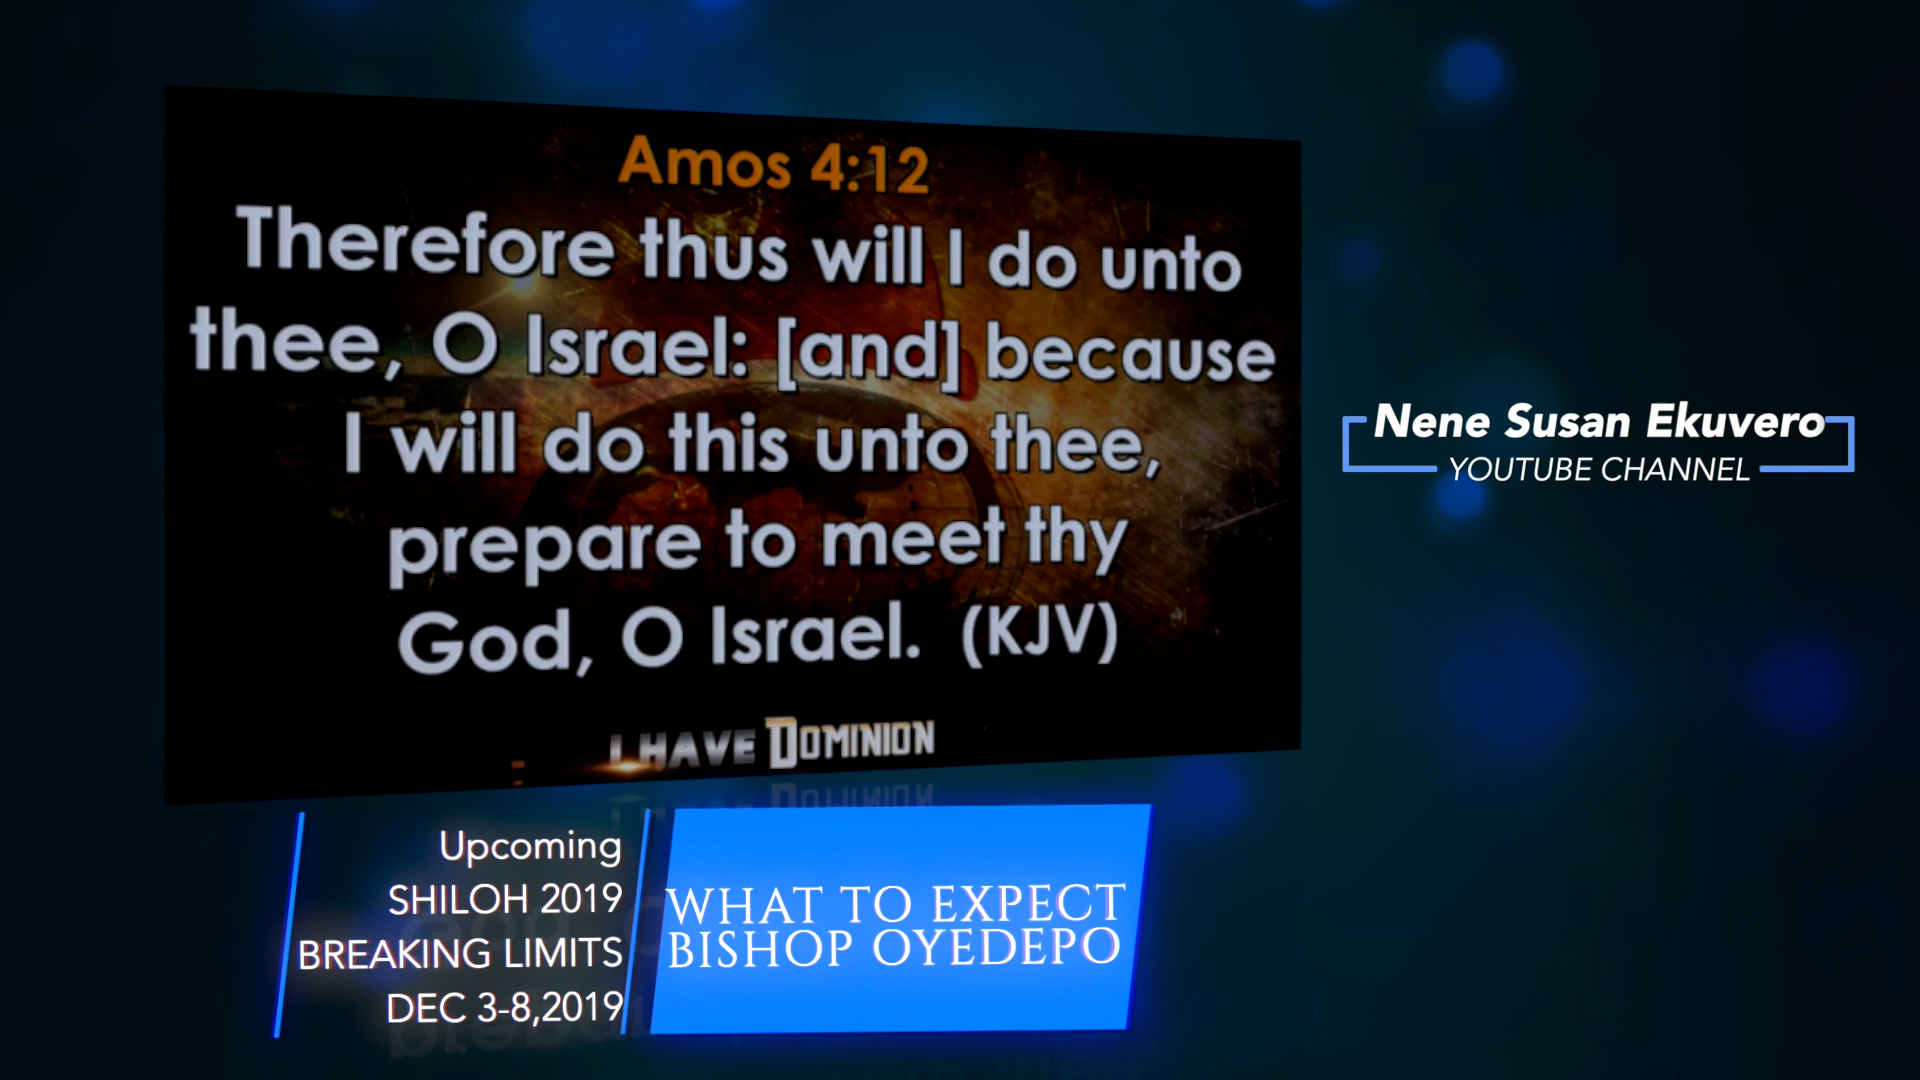 Amos 4:12
Therefore thus will I do unto
thee, O Israel: [and] because
I will do this unto thee,
prepare to meet thy
God, O Israel. (KJV)
I HAVE DOMINION
Nene Susan Ekuvero
YOUTUBE CHANNEL
Upcoming
SHILOH 2019
BREAKING LIMITS
DEC 3-8,2019
WHAT TO EXPECT
BISHOP OYEDEPO